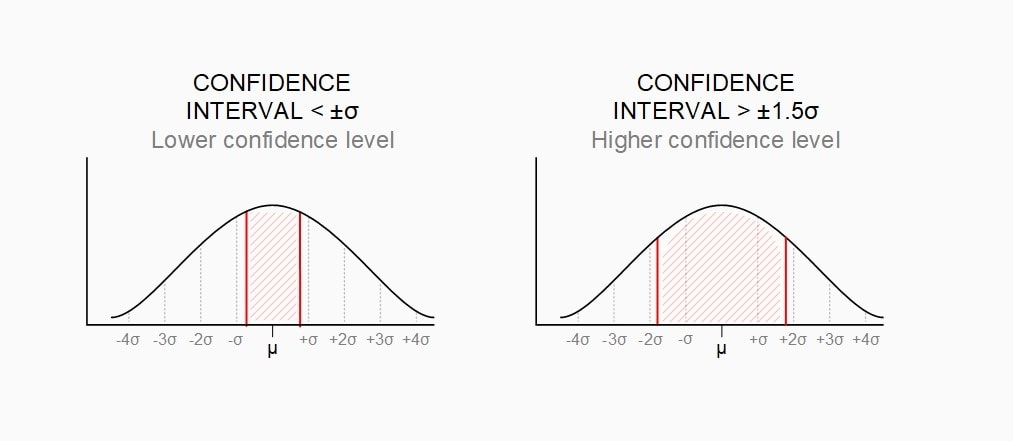 CONFIDENCE
INTERVAL < ±σ
Lower confidence level
-4σ -3σ -2σ -σ +σ +2σ +3σ +4σ
μ
CONFIDENCE
INTERVAL > ±1.5σ
Higher confidence level
-4σ -3σ -2σ -σ +σ +2σ +3σ +4σ
μ